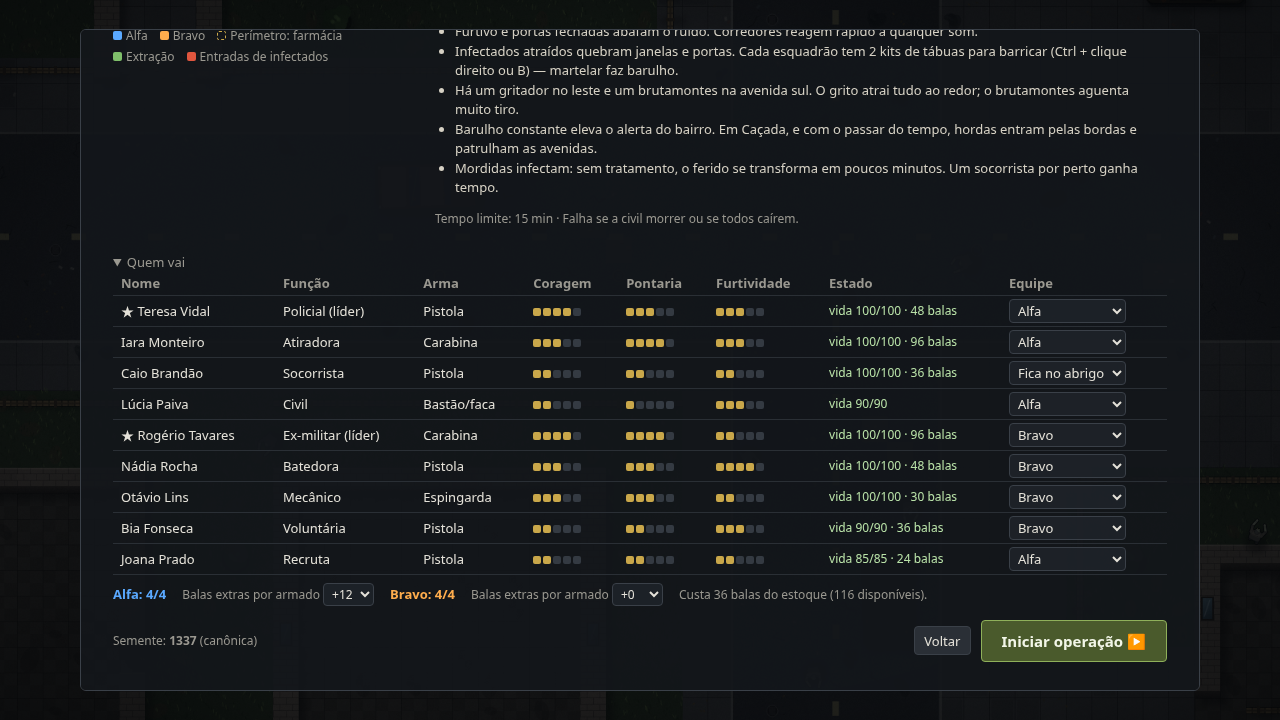 Alfa Bravo Perímetro: farmácia
Extração Entradas de infectados
Furtivo e portas fechadas abafam o ruído. Corredores reagem rápido a qualquer som.
Infectados atraídos quebram janelas e portas. Cada esquadrão tem 2 kits de tábuas para barricar (Ctrl + clique
direito ou B) — martelar faz barulho.
Há um gritador no leste e um brutamontes na avenida sul. O grito atrai tudo ao redor; o brutamontes aguenta
muito tiro.
Barulho constante eleva o alerta do bairro. Em Caçada, e com o passar do tempo, hordas entram pelas bordas e
patrulham as avenidas.
Mordidas infectam: sem tratamento, o ferido se transforma em poucos minutos. Um socorrista por perto ganha
tempo.
Tempo limite: 15 min · Falha se a civil morrer ou se todos caírem.
▼ Quem vai
Nome Função Arma Coragem Pontaria Furtividade Estado Equipe
★ Teresa Vidal Policial (líder) Pistola vida 100/100 · 48 balas Alfa
Iara Monteiro Atiradora Carabina vida 100/100 · 96 balas Alfa
Caio Brandão Socorrista Pistola vida 100/100 · 36 balas Fica no abrigo
Lúcia Paiva Civil Bastão/faca vida 90/90 Alfa
★ Rogério Tavares Ex-militar (líder) Carabina vida 100/100 · 96 balas Bravo
Nádia Rocha Batedora Pistola vida 100/100 · 48 balas Bravo
Otávio Lins Mecânico Espingarda vida 100/100 · 30 balas Bravo
Bia Fonseca Voluntária Pistola vida 90/90 · 36 balas Bravo
Joana Prado Recruta Pistola vida 85/85 · 24 balas Alfa
Alfa: 4/4 Balas extras por armado +12 Bravo: 4/4 Balas extras por armado +0 Custa 36 balas do estoque (116 disponíveis).
Semente: 1337 (canônica) Voltar Iniciar operação ▶